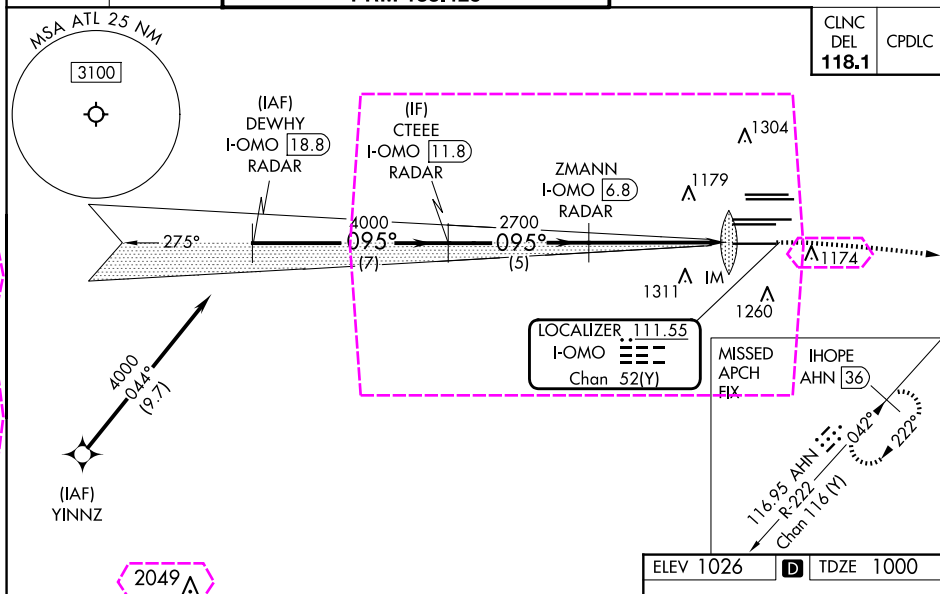 MSA ATL 25 NM
3100
CLNC
DEL
118.1
CPDLC
(IAF)
DEWHY
I-OMO 18.8
RADAR
(IF)
CTEEE
I-OMO 11.8
RADAR
ZMANN
I-OMO 6.8
RADAR
1304
1179
4000
2700
275°
095°
095°
(7)
(5)
1174
1311
IM
1260
4000
044°
(9.7)
(IAF)
YINNZ
LOCALIZER 111.55
I-OMO
Chan 52(Y)
MISSED
APCH
FIX
IHOPE
AHN 36
042°
222°
116.95 AHN
R-222
Chan 116 (Y)
2049
ELEV 1026
D
TDZE 1000